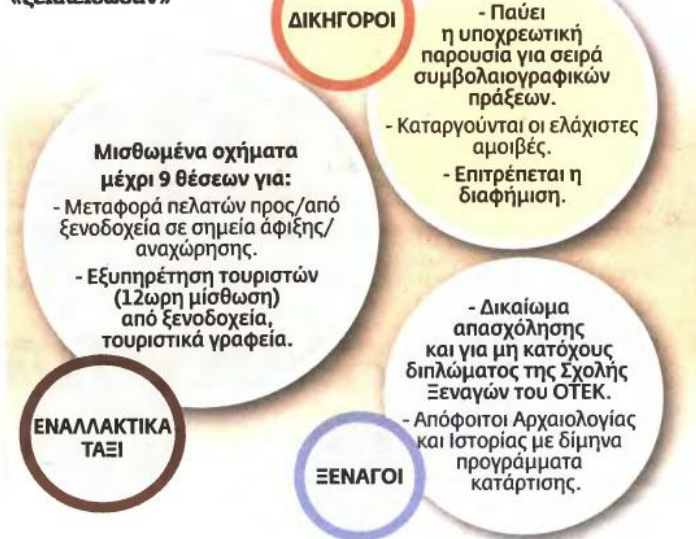 ΔΙΚΗΓΟΡΟΙ
- Παύει
η υποχρεωτική
παρουσία για σειρά
συμβολαιογραφικών
πράξεων.
- Καταργούνται οι ελάχιστες
αμοιβές.
- Επιτρέπεται η
διαφήμιση.
Μισθωμένα οχήματα
μέχρι 9 θέσεων για:
- Μεταφορά πελατών προς/από
ξενοδοχεία σε σημεία άφιξης/
αναχώρησης.
- Εξυπηρέτηση τουριστών
(12ωρη μίσθωση)
από ξενοδοχεία,
τουριστικά γραφεία.
ΕΝΑΛΛΑΚΤΙΚΑ
ΤΑΞΙ
- Δικαίωμα
απασχόλησης
και για μη κατόχους
διπλώματος της Σχολής
Ξεναγών του ΟΤΕΚ.
- Απόφοιτοι Αρχαιολογίας
και Ιστορίας με δίμηνα
προγράμματα
κατάρτισης.
ΞΕΝΑΓΟΙ